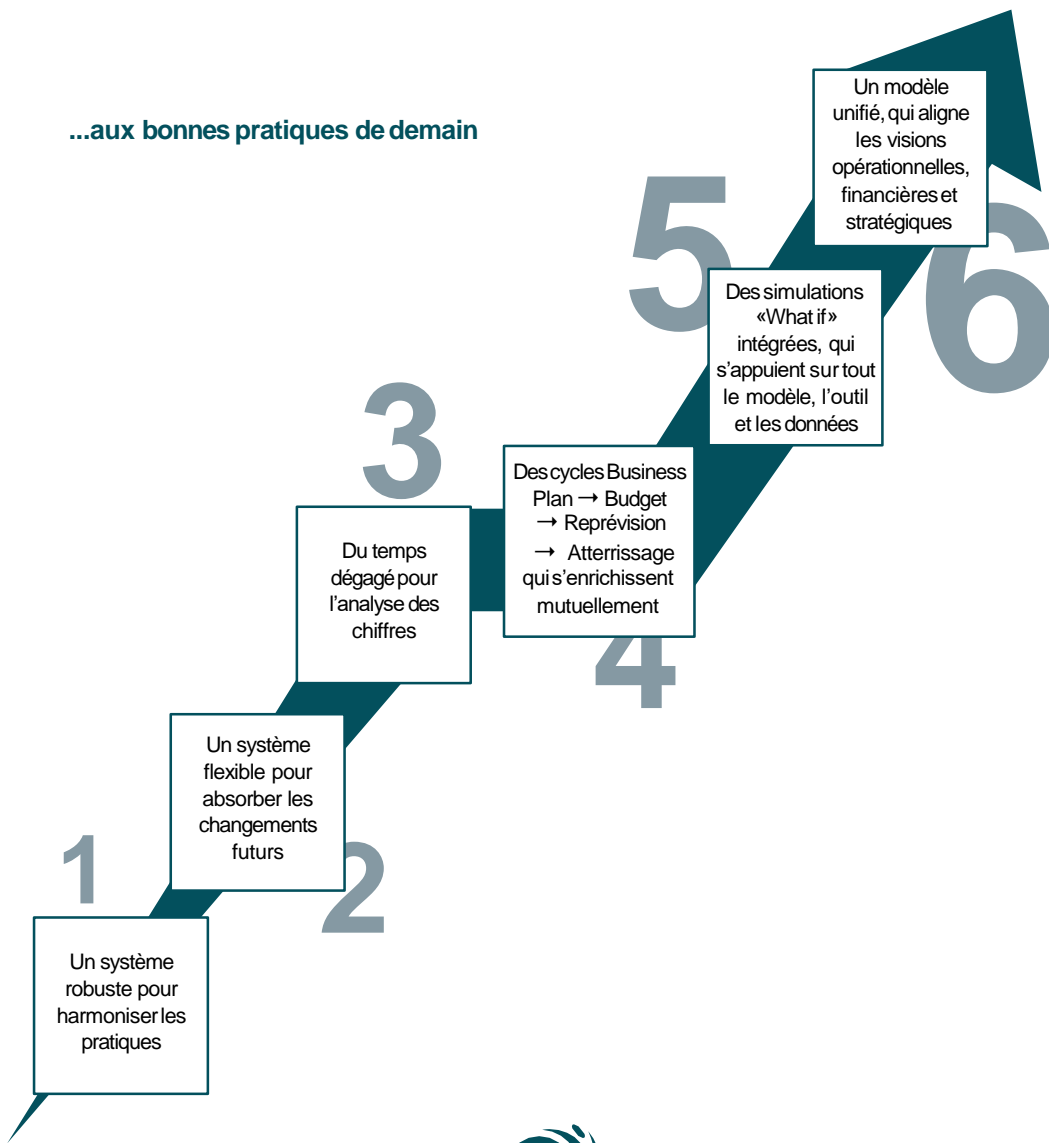 ...aux bonnes pratiques de demain
1
Un système
robuste pour
harmoniser les
pratiques
2
Un système
flexible pour
absorber les
changements
futurs
3
Du temps
dégagé pour
l'analyse des
chiffres
4
Des cycles Business
Plan → Budget
→ Reprévision
→ Atterrissage
qui s'enrichissent
mutuellement
5
Des simulations
«What if»
intégrées, qui
s'appuient sur tout
le modèle, l'outil
et les données
6
Un modèle
unifié, qui aligne
les visions
opérationnelles,
financières et
stratégiques